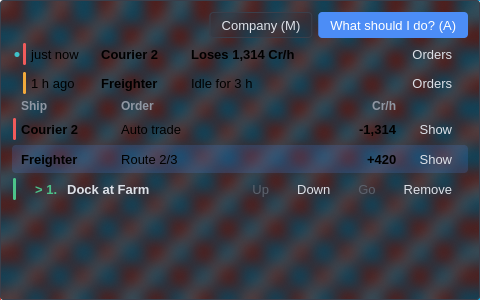 Company (M) What should I do? (A)
just now Courier 2 Loses 1,314 Cr/h Orders
1 h ago Freighter Idle for 3 h Orders
Ship Order Cr/h
Courier 2 Auto trade -1,314 Show
Freighter Route 2/3 +420 Show
> 1. Dock at Farm Up Down Go Remove